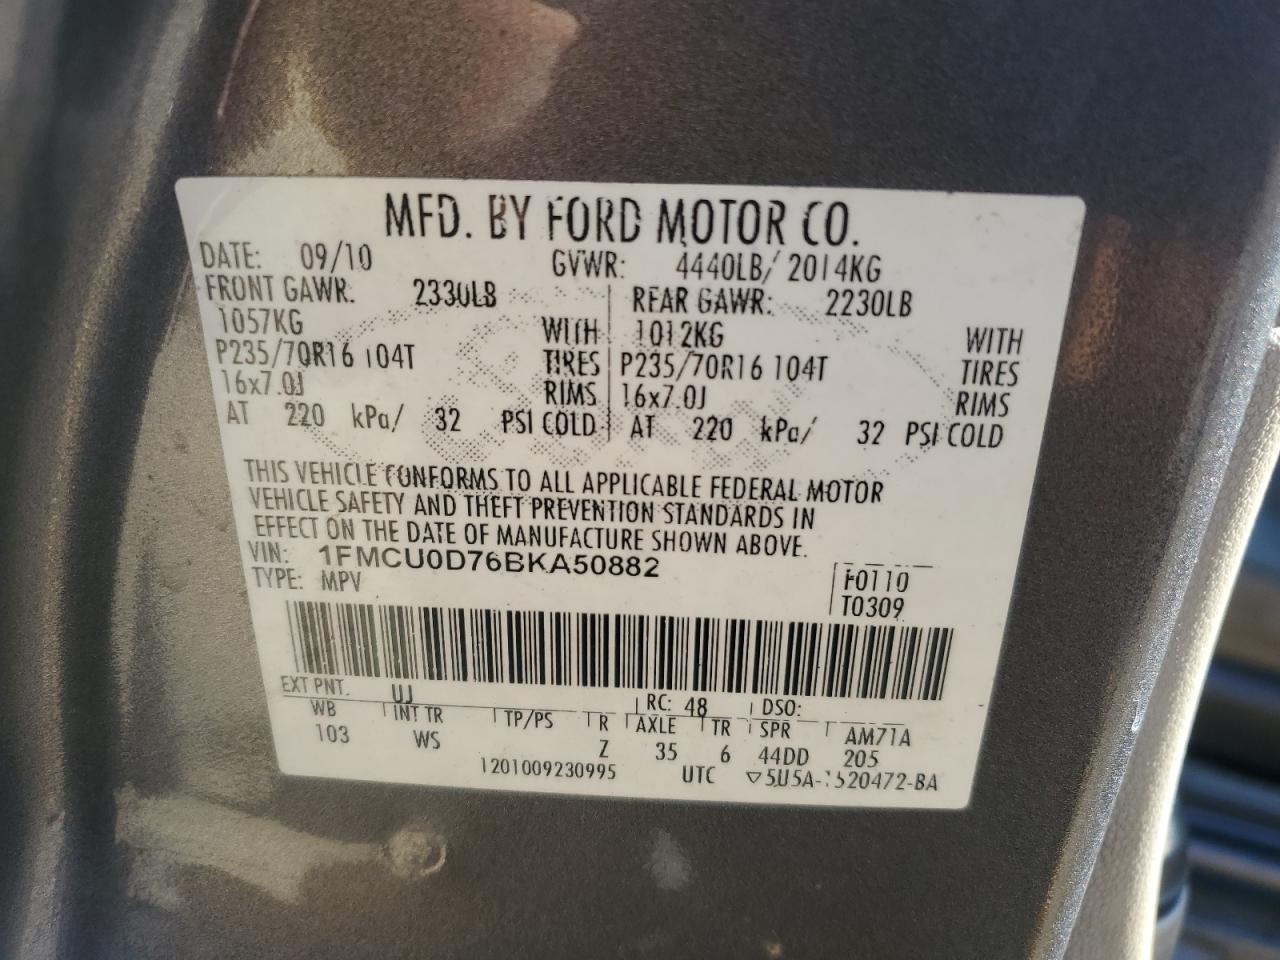 MFD. BY FORD MOTOR CO.
DATE: 09/10 GVWR: 4440LB/ 2014KG
FRONT GAWR: 2330LB REAR GAWR: 2230LB
1057KG WITH 1012KG WITH
P235/70R16 104T TIRES P235/70R16 104T TIRES
16x7.0J RIMS 16x7.0J RIMS
AT 220 kPa/ 32 PSI COLD AT 220 kPa/ 32 PSI COLD
THIS VEHICLE CONFORMS TO ALL APPLICABLE FEDERAL MOTOR
VEHICLE SAFETY AND THEFT PREVENTION STANDARDS IN
EFFECT ON THE DATE OF MANUFACTURE SHOWN ABOVE.
VIN: 1FMCU0D76BKA50882
TYPE: MPV
F0110
T0309
EXT PNT: UJ RC: 48 DSO:
WB INT TR TP/PS R AXLE TR SPR AM71A
103 WS Z 35 6 44DD 205
1201009230995 UTC ▽5U5A-1520472-BA